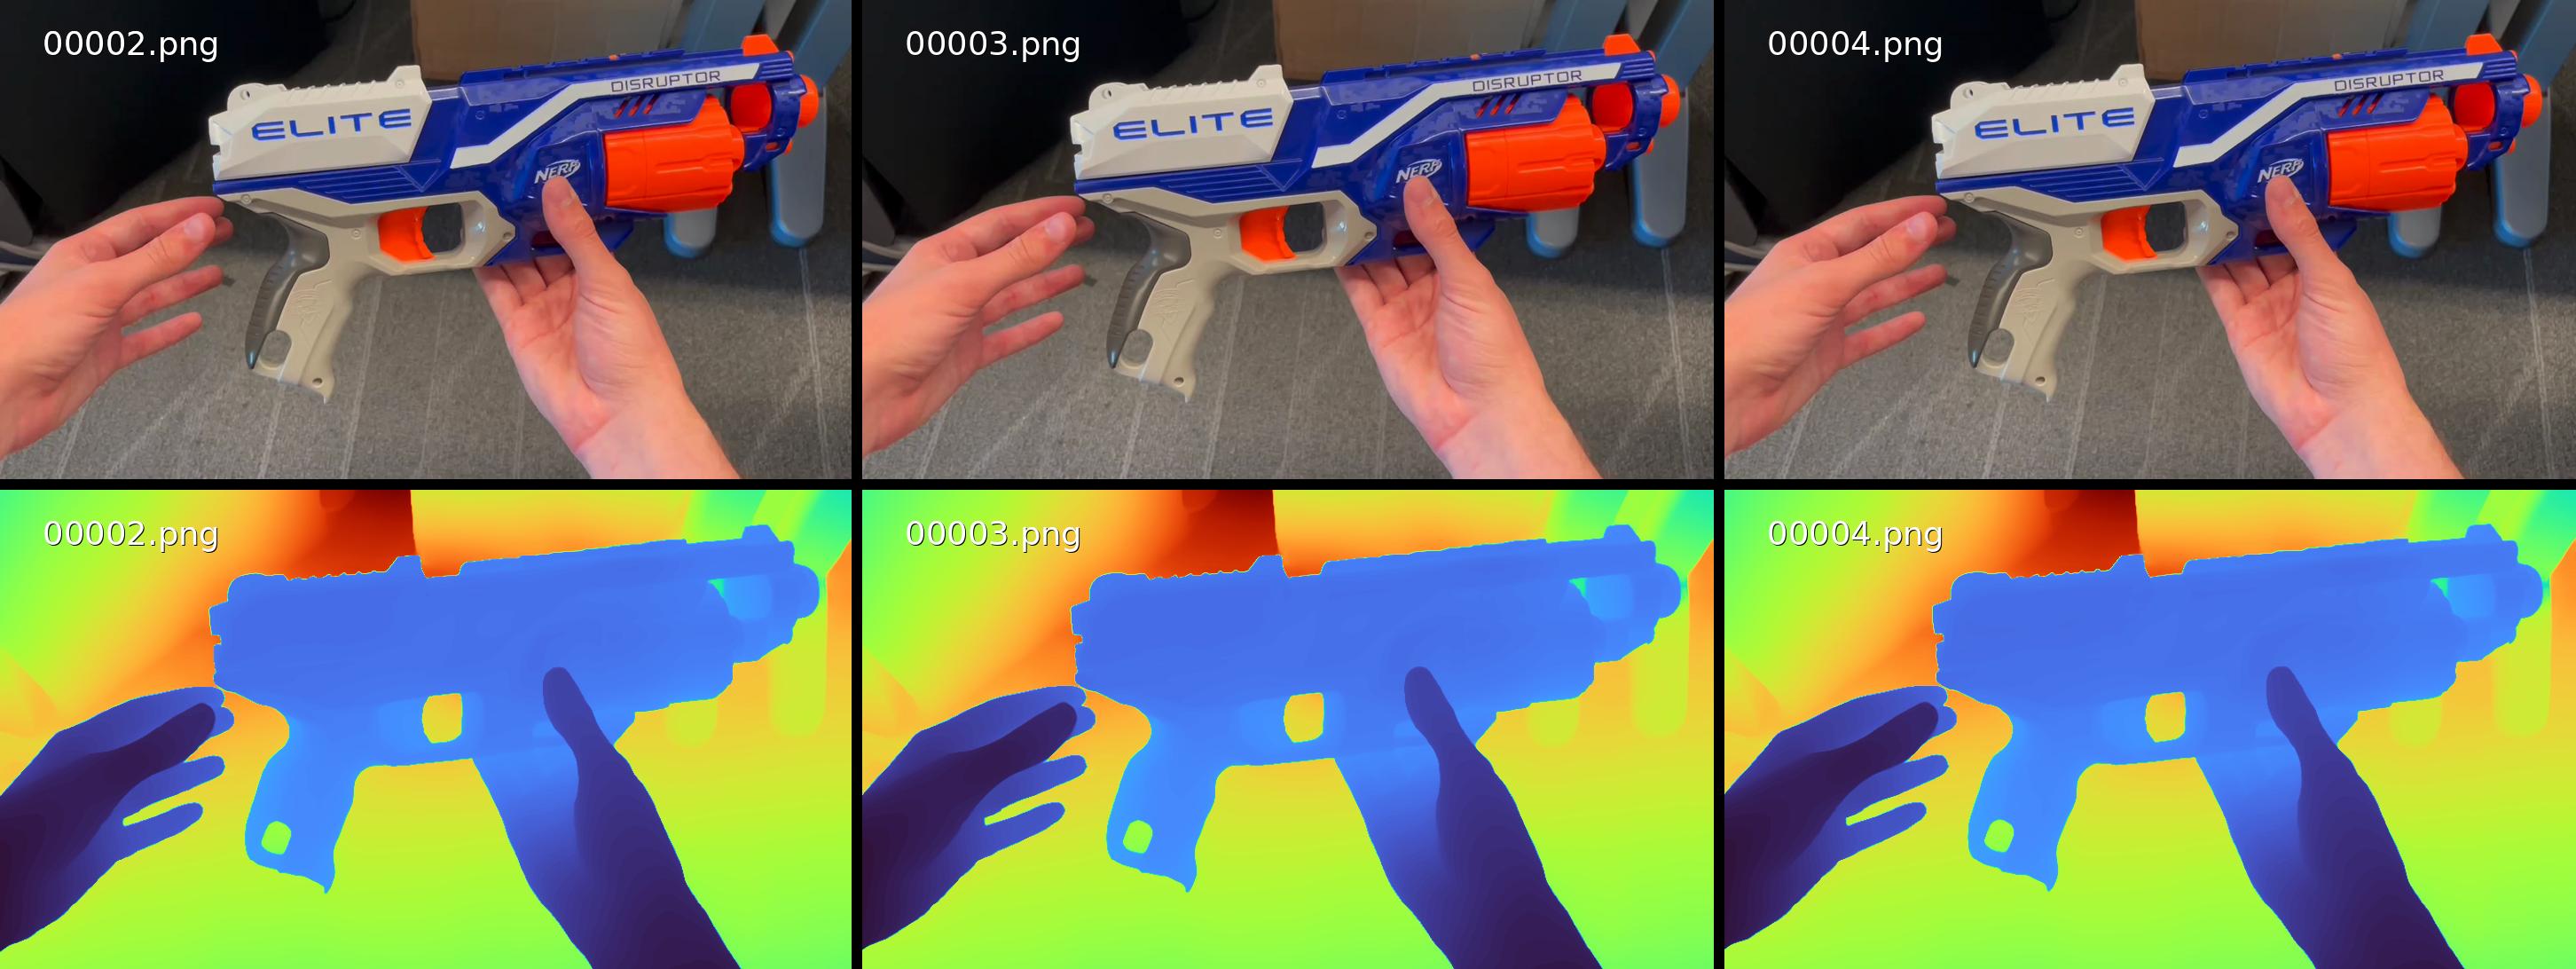 00002.png
00003.png
00004.png
DISRUPTOR
DISRUPTOR
DISRUPTOR
ELITE
ELITE
ELITE
NERF
NERF
NERF
00002.png
00003.png
00004.png